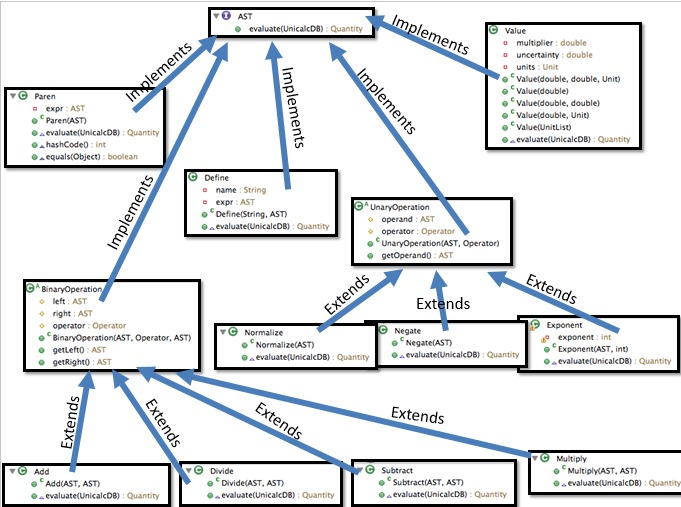 AST
evaluate(UnicalcDB) : Quantity
Implements
Implements
Implements
Implements
Implements
Value
multiplier : double
uncertainty : double
units : Unit
Value(double, double, Unit)
Value(double)
Value(double, double)
Value(double, Unit)
Value(UnitList)
evaluate(UnicalcDB) : Quantity
Paren
expr : AST
Paren(AST)
evaluate(UnicalcDB) : Quantity
hashCode() : int
equals(Object) : boolean
Define
name : String
expr : AST
Define(String, AST)
evaluate(UnicalcDB) : Quantity
UnaryOperation
operand : AST
operator : Operator
UnaryOperation(AST, Operator)
getOperand() : AST
BinaryOperation
left : AST
right : AST
operator : Operator
BinaryOperation(AST, Operator, AST)
getLeft() : AST
getRight() : AST
Extends
Extends
Extends
Normalize
Normalize(AST)
evaluate(UnicalcDB) : Quantity
Negate
Negate(AST)
evaluate(UnicalcDB) : Quantity
Exponent
exponent : int
Exponent(AST, int)
evaluate(UnicalcDB) : Quantity
Extends
Extends
Extends
Extends
Add
Add(AST, AST)
evaluate(UnicalcDB) : Quantity
Divide
Divide(AST, AST)
evaluate(UnicalcDB) : Quantity
Subtract
Subtract(AST, AST)
evaluate(UnicalcDB) : Quantity
Multiply
Multiply(AST, AST)
evaluate(UnicalcDB) : Quantity